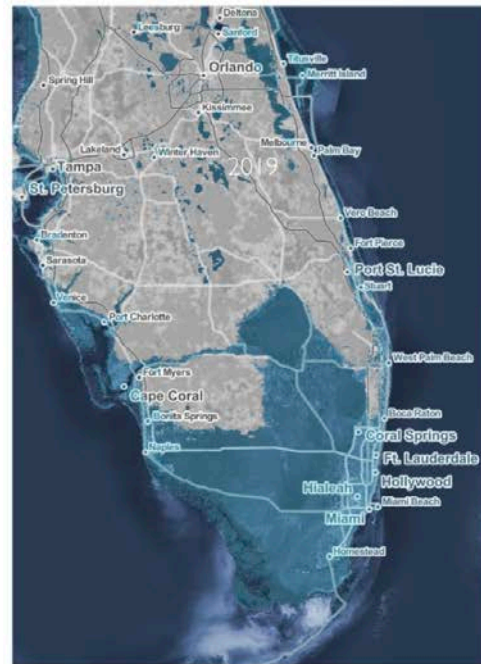 Deltona
Leesburg
Sanford
Orlando
Titusville
Merritt Island
Spring Hill
Kissimmee
Lakeland
Winter Haven
Melbourne
Palm Bay
Tampa
2019
St. Petersburg
Vero Beach
Bradenton
Fort Pierce
Sarasota
Port St. Lucie
Stuart
Venice
Port Charlotte
West Palm Beach
Fort Myers
Cape Coral
Boca Raton
Bonita Springs
Coral Springs
Naples
Ft. Lauderdale
Hollywood
Hialeah
Miami Beach
Miami
Homestead